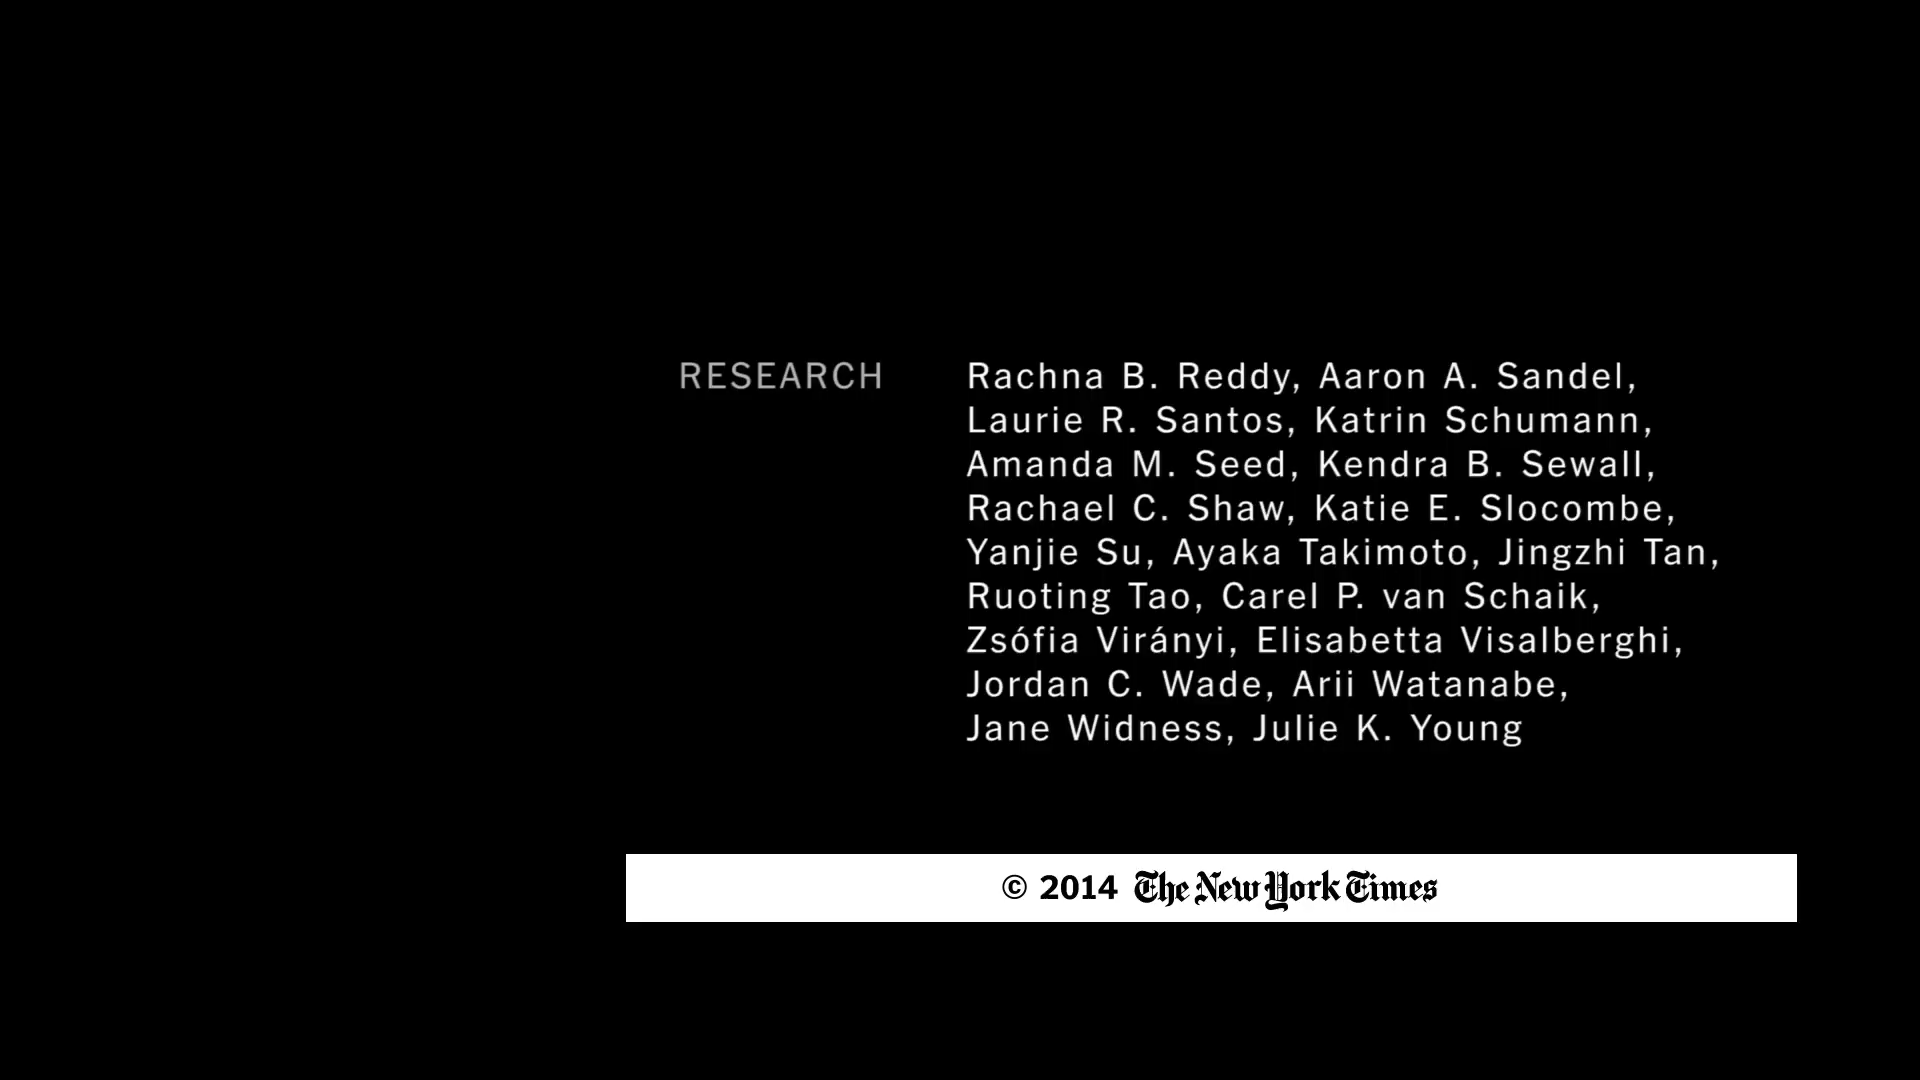 RESEARCH
Rachna B. Reddy, Aaron A. Sandel,
Laurie R. Santos, Katrin Schumann,
Amanda M. Seed, Kendra B. Sewall,
Rachael C. Shaw, Katie E. Slocombe,
Yanjie Su, Ayaka Takimoto, Jingzhi Tan,
Ruoting Tao, Carel P. van Schaik,
Zsófia Virányi, Elisabetta Visalberghi,
Jordan C. Wade, Arii Watanabe,
Jane Widness, Julie K. Young
© 2014 The New York Times